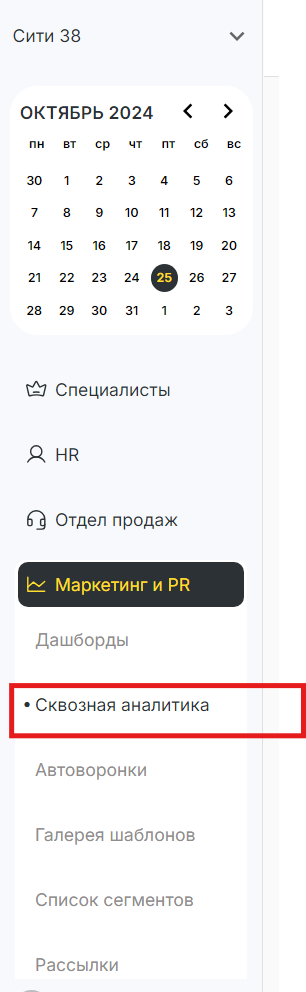 Сити 38
ОКТЯБРЬ 2024
пн вт ср чт пт сб вс
30 1 2 3 4 5 6
7 8 9 10 11 12 13
14 15 16 17 18 19 20
21 22 23 24 25 26 27
28 29 30 31 1 2 3
Специалисты
HR
Отдел продаж
Маркетинг и PR
Дашборды
• Сквозная аналитика
Автоворонки
Галерея шаблонов
Список сегментов
Рассылки